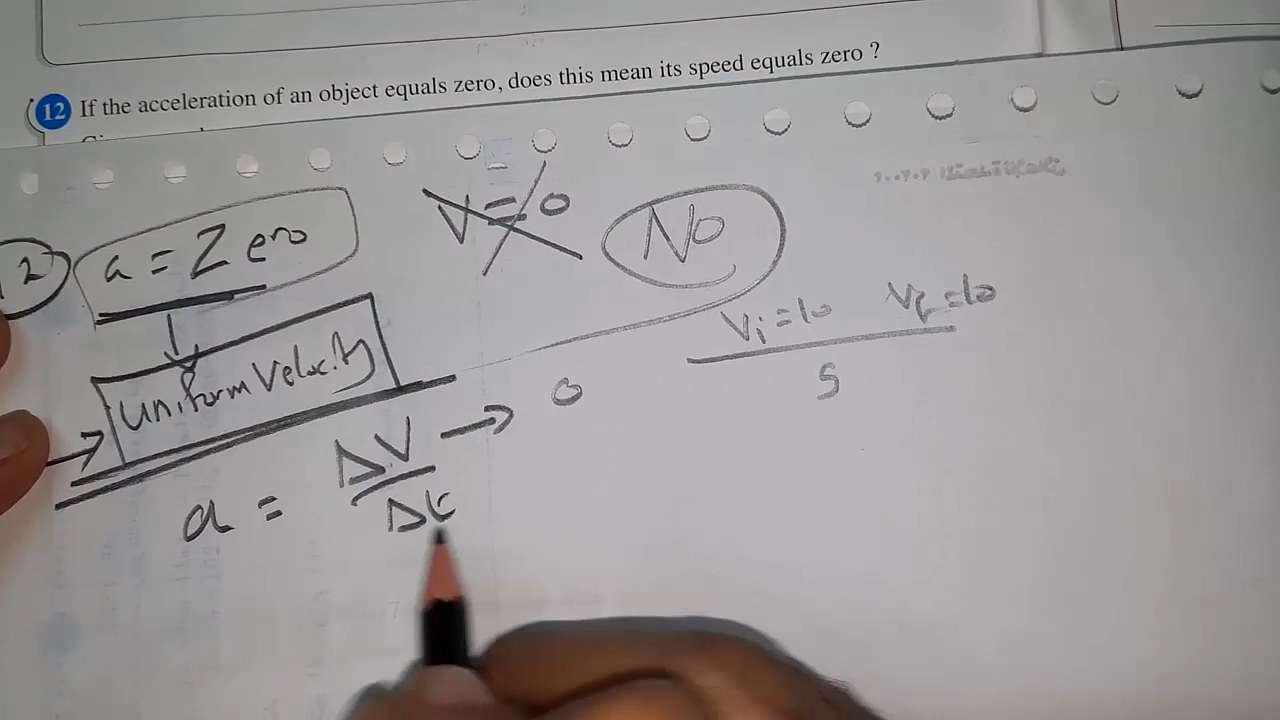 12 If the acceleration of an object equals zero, does this mean its speed equals zero ?
2 a = Zero V = 0 No
Vi = 10 Vf = 10
5
Uniform Velocity
a = ΔV → 0
Δt